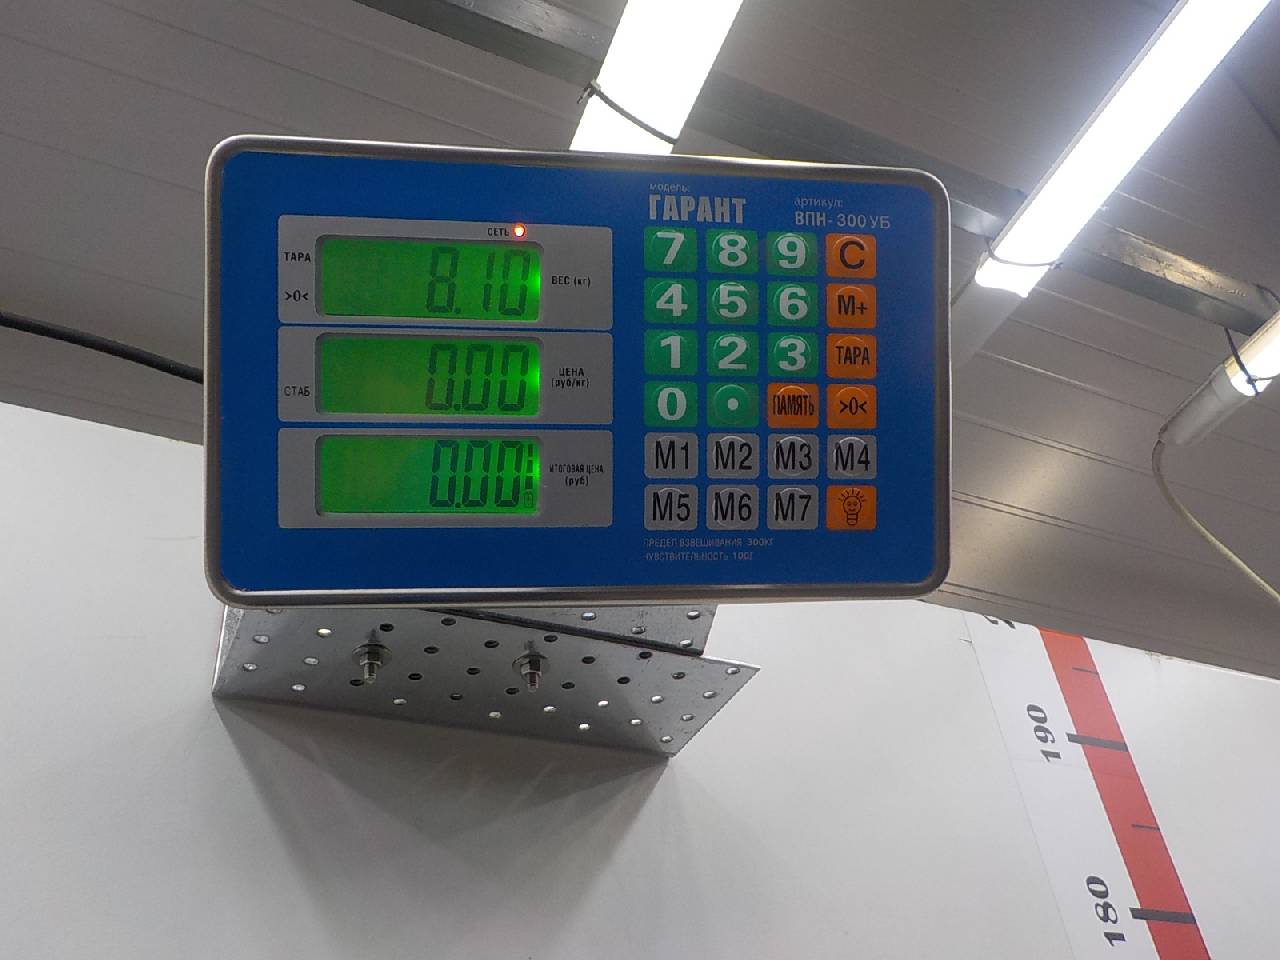 модель:
ГАРАНТ
артикул:
ВПН- 300 УБ
СЕТЬ
ТАРА
>0<
8.10
ВЕС (кг)
СТАБ
0.00
ЦЕНА
(руб/кг)
0.00
ИТОГОВАЯ ЦЕНА
(руб)
7 8 9 C
4 5 6 M+
1 2 3 ТАРА
0 . ПАМЯТЬ >0<
M1 M2 M3 M4
M5 M6 M7
ПРЕДЕЛ ВЗВЕШИВАНИЯ 300КГ
ЧУВСТВИТЕЛЬНОСТЬ 100Г
190
180